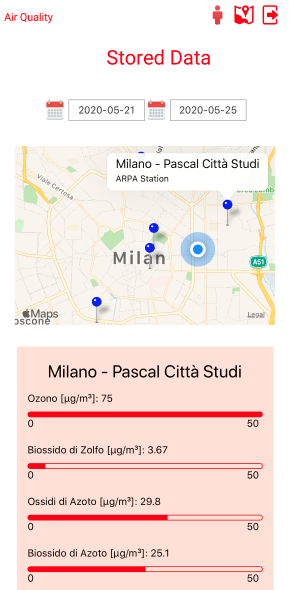 Air Quality
Stored Data
2020-05-21
2020-05-25
Milano - Pascal Città Studi
ARPA Station
Viale Certosa
Milan
A51
Maps
Legal
Milano - Pascal Città Studi
Ozono [µg/m³]: 75
0 50
Biossido di Zolfo [µg/m³]: 3.67
0 50
Ossidi di Azoto [µg/m³]: 29.8
0 50
Biossido di Azoto [µg/m³]: 25.1
0 50